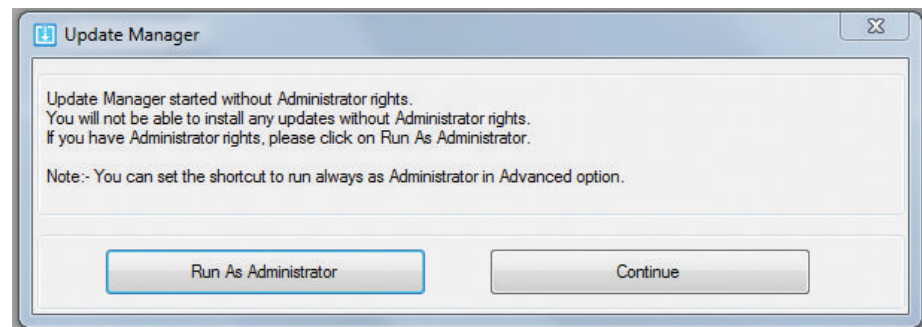 Update Manager
Update Manager started without Administrator rights.
You will not be able to install any updates without Administrator rights.
If you have Administrator rights, please click on Run As Administrator.
Note:- You can set the shortcut to run always as Administrator in Advanced option.
Run As Administrator
Continue